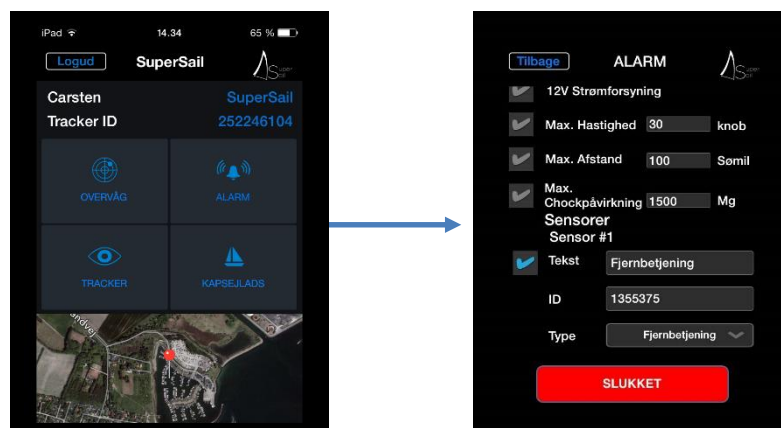 iPad 14.34 65 %
Logud SuperSail
Carsten SuperSail
Tracker ID 252246104
OVERVÅG ALARM
TRACKER KAPSEJLADS
Tilbage ALARM
12V Strømforsyning
Max. Hastighed 30 knob
Max. Afstand 100 Sømil
Max.
Chockpåvirkning 1500 Mg
Sensorer
Sensor #1
Tekst Fjernbetjening
ID 1355375
Type Fjernbetjening
SLUKKET